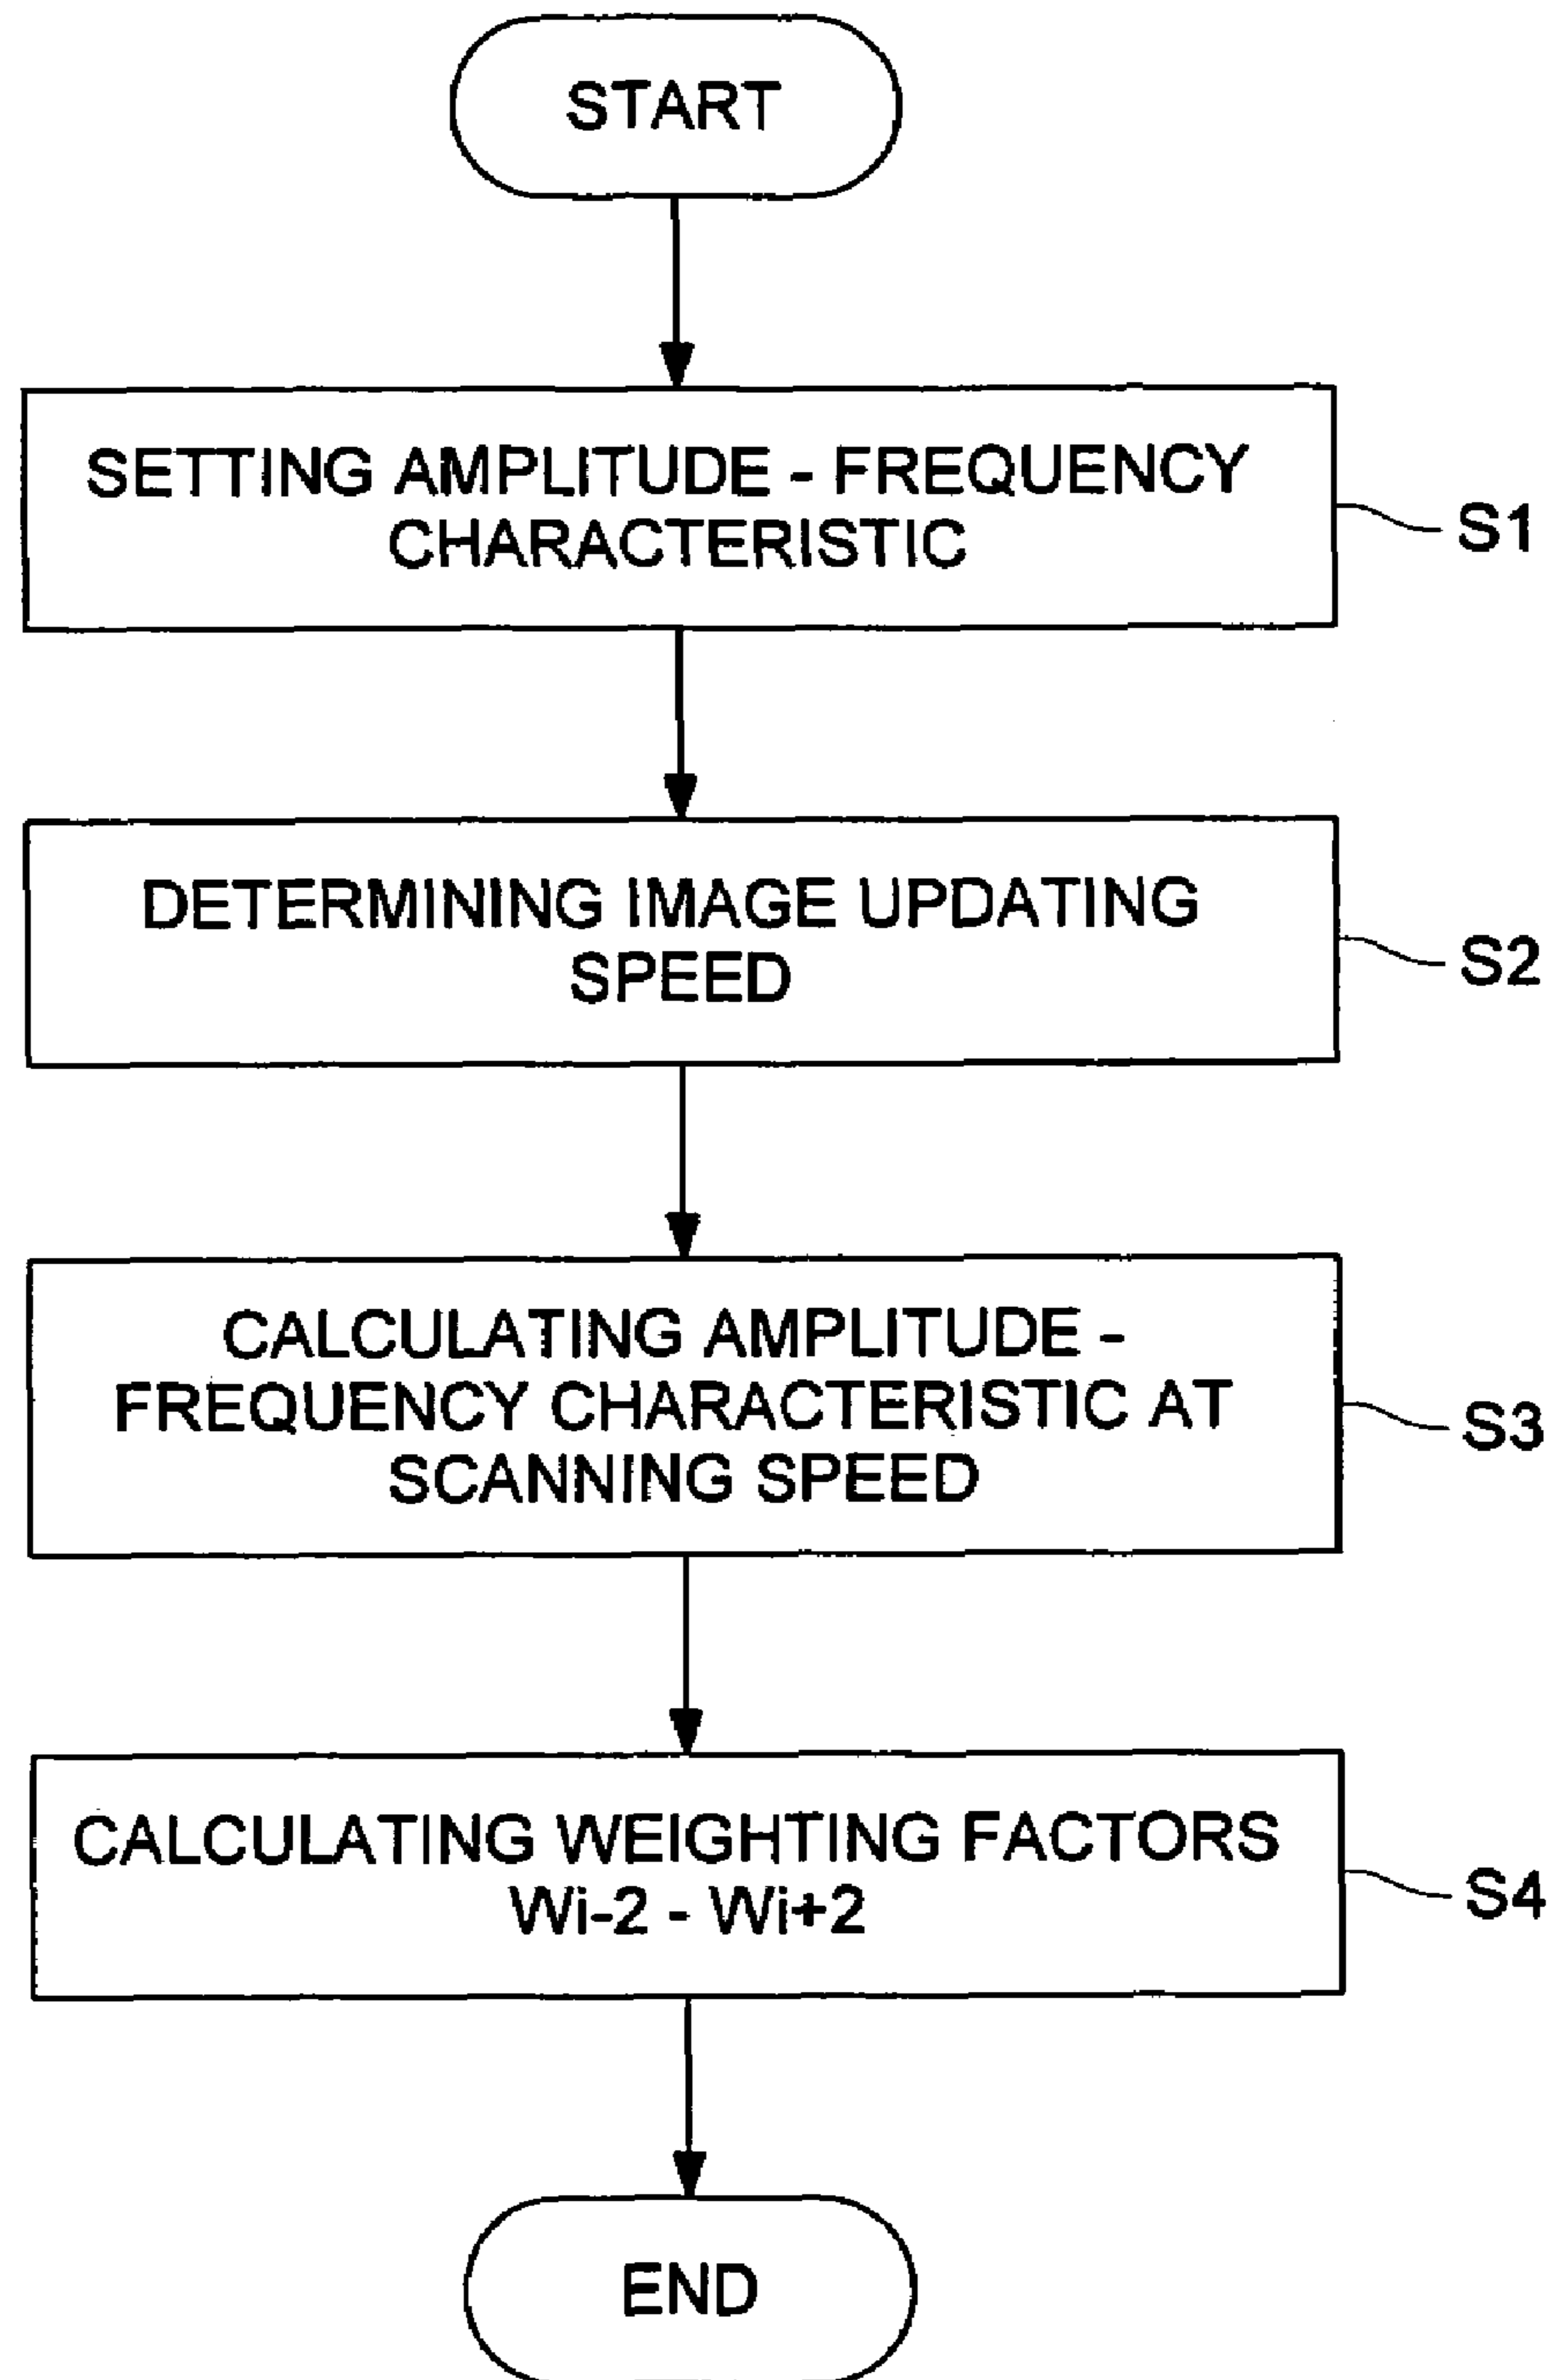 START
SETTING AMPLITUDE - FREQUENCY
CHARACTERISTIC
S1
DETERMINING IMAGE UPDATING
SPEED
S2
CALCULATING AMPLITUDE -
FREQUENCY CHARACTERISTIC AT
SCANNING SPEED
S3
CALCULATING WEIGHTING FACTORS
Wi-2 - Wi+2
S4
END